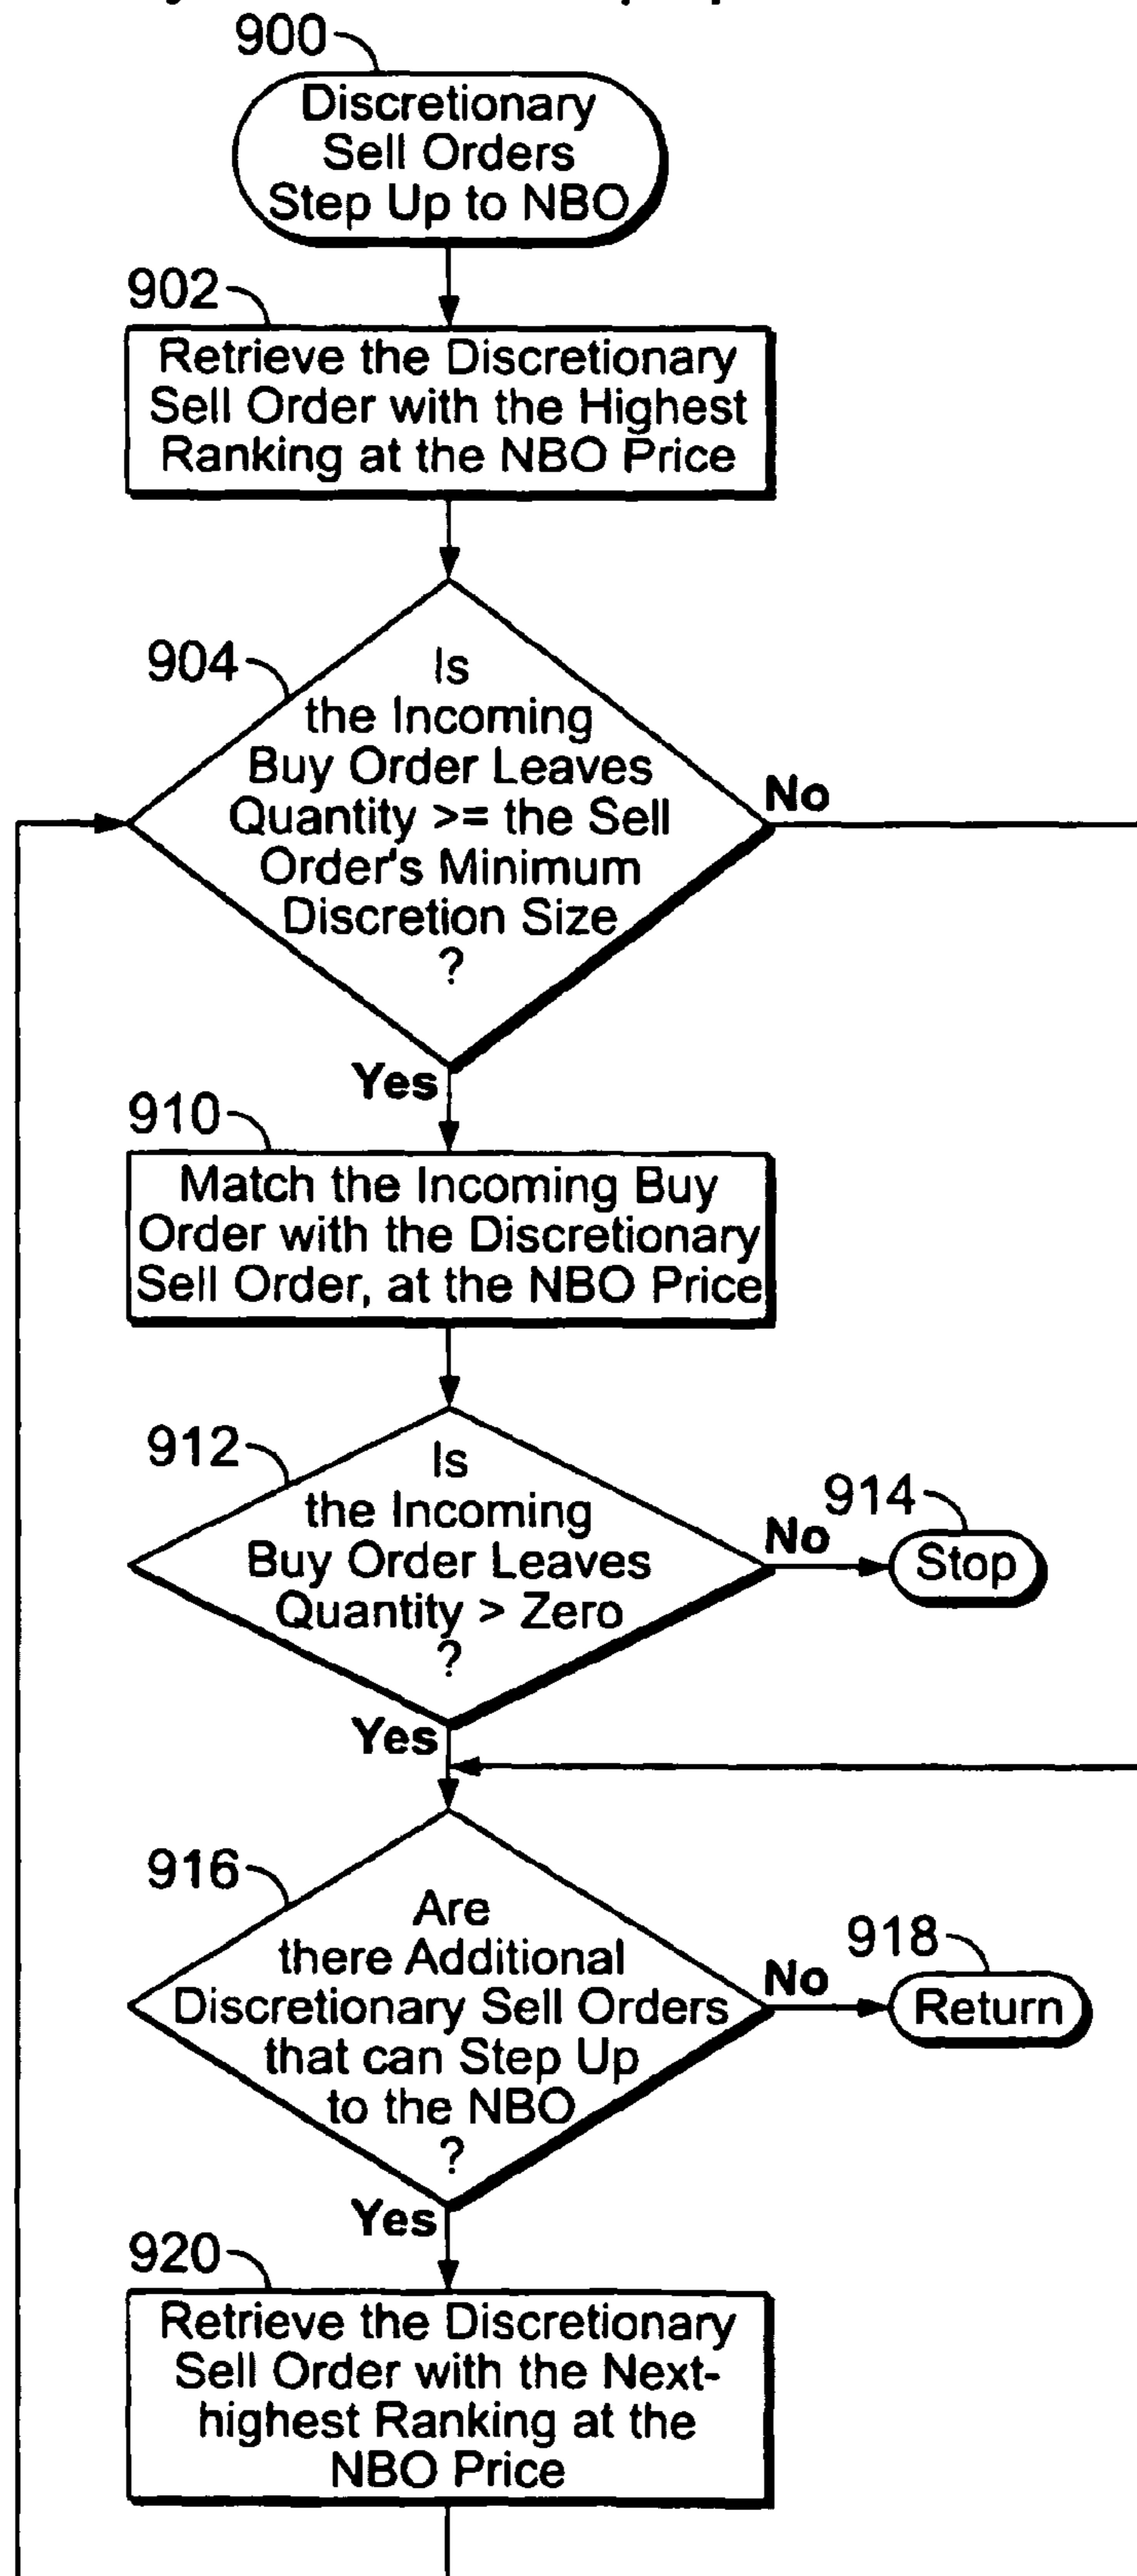 900
Discretionary
Sell Orders
Step Up to NBO
902
Retrieve the Discretionary
Sell Order with the Highest
Ranking at the NBO Price
904
Is
the Incoming
Buy Order Leaves
Quantity >= the Sell
Order's Minimum
Discretion Size
?
No
Yes
910
Match the Incoming Buy
Order with the Discretionary
Sell Order, at the NBO Price
912
Is
the Incoming
Buy Order Leaves
Quantity > Zero
?
No
914
Stop
Yes
916
Are
there Additional
Discretionary Sell Orders
that can Step Up
to the NBO
?
No
918
Return
Yes
920
Retrieve the Discretionary
Sell Order with the Next-
highest Ranking at the
NBO Price